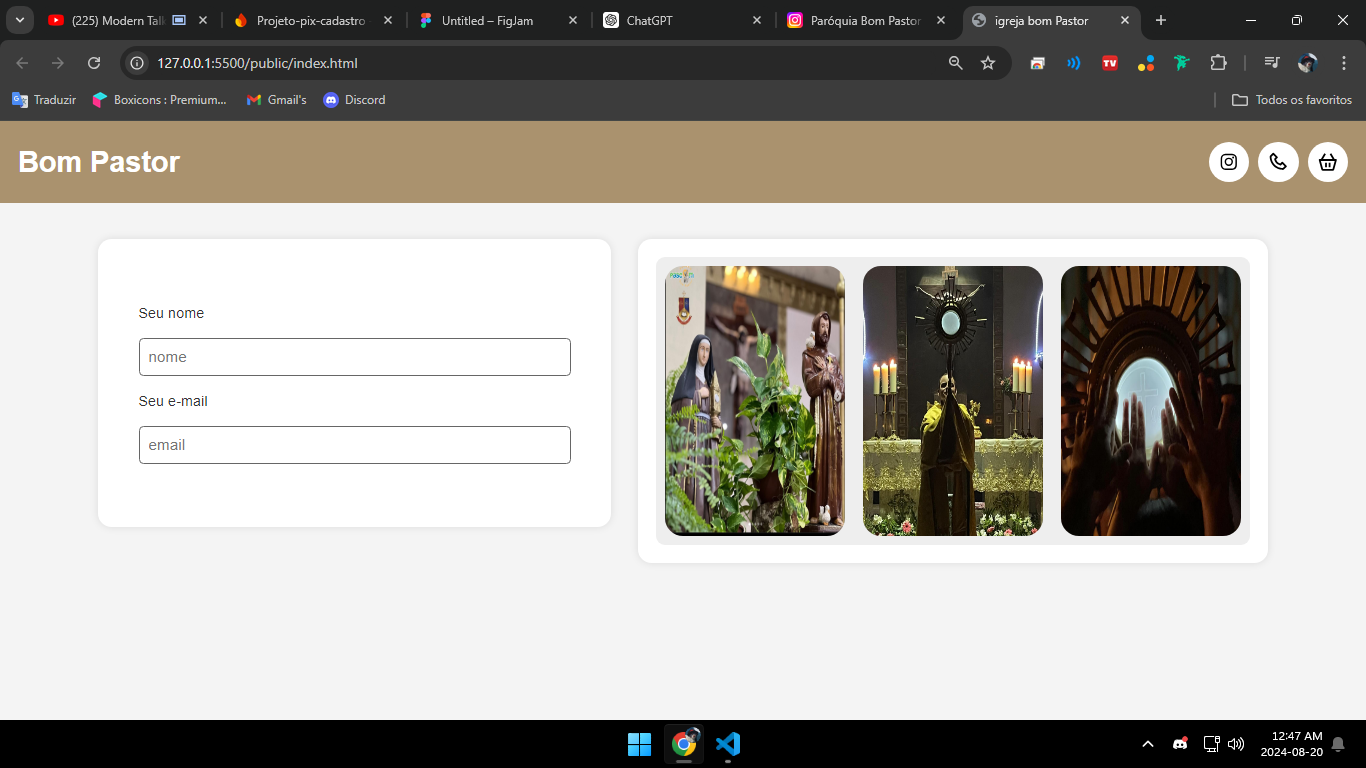 (225) Modern Tal
Projeto-pix-cadastro
Untitled – FigJam
ChatGPT
Paróquia Bom Pastor
igreja bom Pastor
127.0.0.1:5500/public/index.html
TV
Traduzir
Boxicons : Premium...
Gmail's
Discord
Todos os favoritos
Bom Pastor
Seu nome
nome
Seu e-mail
email
12:47 AM
2024-08-20